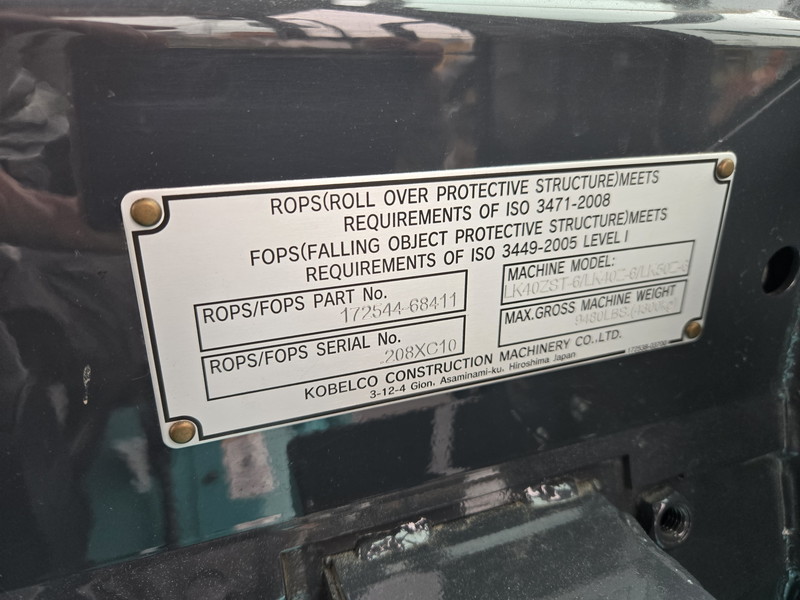 ROPS(ROLL OVER PROTECTIVE STRUCTURE)MEETS
REQUIREMENTS OF ISO 3471-2008
FOPS(FALLING OBJECT PROTECTIVE STRUCTURE)MEETS
REQUIREMENTS OF ISO 3449-2005 LEVEL I
ROPS/FOPS PART No.
172544-68411
ROPS/FOPS SERIAL No.
208XC10
MACHINE MODEL:
MAX.GROSS MACHINE WEIGHT
9480LBS.
KOBELCO CONSTRUCTION MACHINERY CO.,LTD.
3-12-4 Gion, Asaminami-ku, Hiroshima Japan